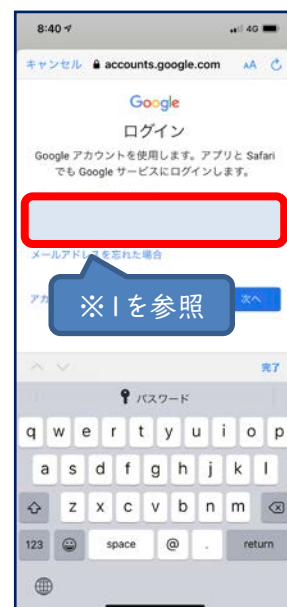 8:40
4G
キャンセル accounts.google.com AA
Google
ログイン
Google アカウントを使用します。アプリと Safari
でも Google サービスにログインします。
メールアドレスを忘れた場合
※1を参照
次へ
完了
パスワード
q w e r t y u i o p
a s d f g h j k l
z x c v b n m
123 space @ . return